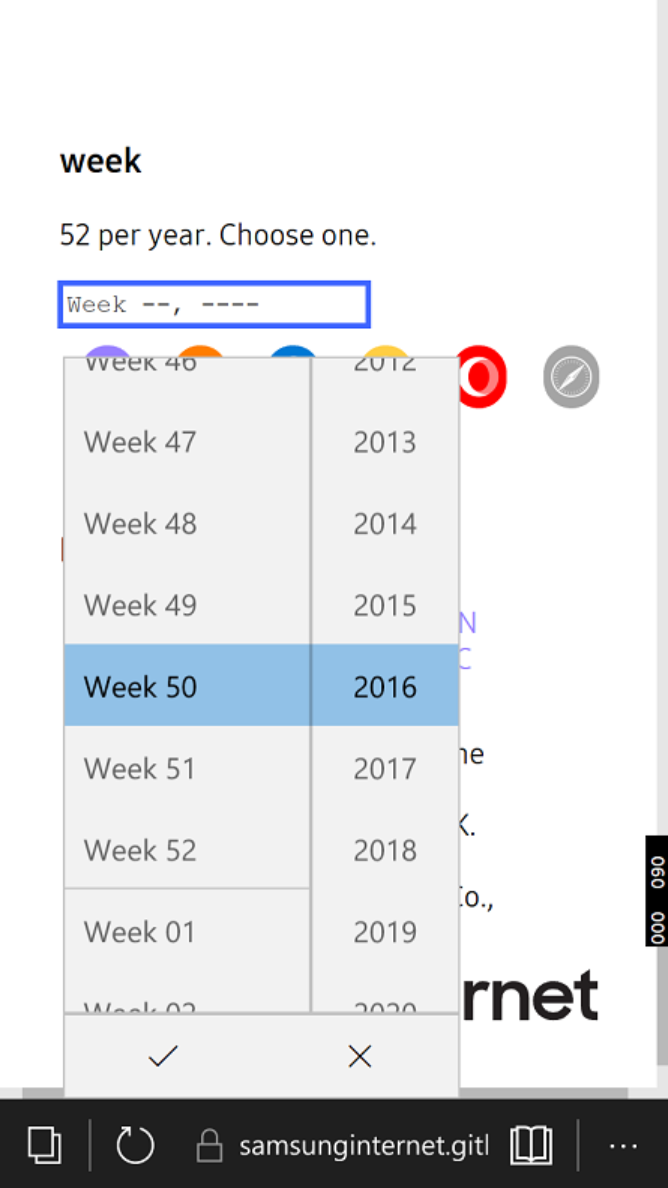 week
52 per year. Choose one.
Week --, ----
Week 46 2012
Week 47 2013
Week 48 2014
Week 49 2015
N
C
Week 50 2016
Week 51 2017
he
K.
Week 52 2018
Co.,
060
000
Week 01 2019
Week 02 2020
rnet
samsunginternet.gitl